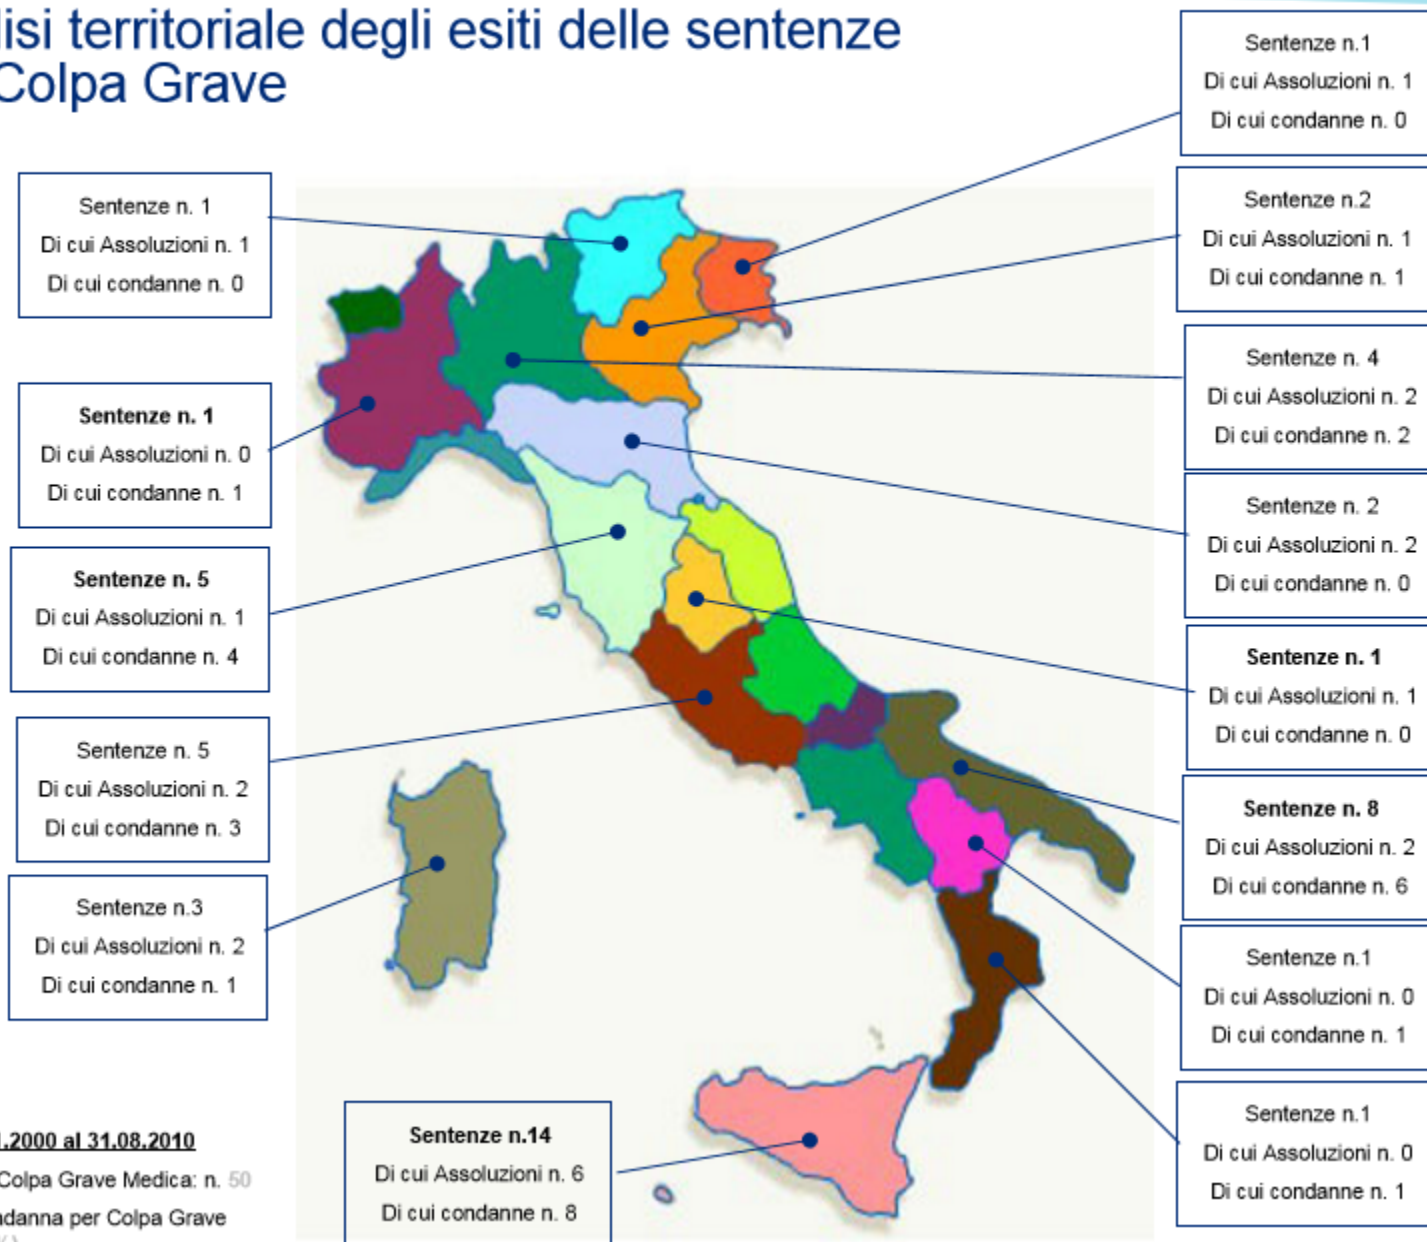 lisi territoriale degli esiti delle sentenze
Colpa Grave
Sentenze n.1
Di cui Assoluzioni n. 1
Di cui condanne n. 0
Sentenze n. 1
Di cui Assoluzioni n. 1
Di cui condanne n. 0
Sentenze n.2
Di cui Assoluzioni n. 1
Di cui condanne n. 1
Sentenze n. 4
Di cui Assoluzioni n. 2
Di cui condanne n. 2
Sentenze n. 1
Di cui Assoluzioni n. 0
Di cui condanne n. 1
Sentenze n. 2
Di cui Assoluzioni n. 2
Di cui condanne n. 0
Sentenze n. 5
Di cui Assoluzioni n. 1
Di cui condanne n. 4
Sentenze n. 1
Di cui Assoluzioni n. 1
Di cui condanne n. 0
Sentenze n. 5
Di cui Assoluzioni n. 2
Di cui condanne n. 3
Sentenze n. 8
Di cui Assoluzioni n. 2
Di cui condanne n. 6
Sentenze n.3
Di cui Assoluzioni n. 2
Di cui condanne n. 1
Sentenze n.1
Di cui Assoluzioni n. 0
Di cui condanne n. 1
Sentenze n.1
Di cui Assoluzioni n. 0
Di cui condanne n. 1
Sentenze n.14
Di cui Assoluzioni n. 6
Di cui condanne n. 8
.2000 al 31.08.2010
Colpa Grave Medica: n. 50
ndanna per Colpa Grave